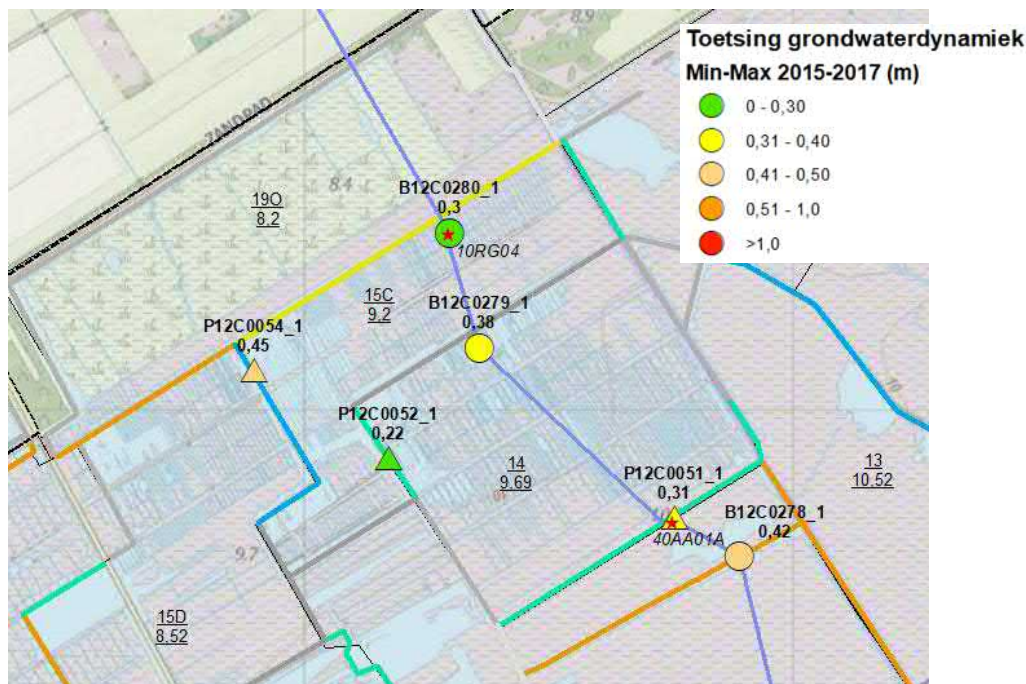 8.9
Toetsing grondwaterdynamiek
Min-Max 2015-2017 (m)
0 - 0,30
0,31 - 0,40
0,41 - 0,50
0,51 - 1,0
>1,0
ZANDPAD
8.4
19O
8.2
B12C0280_1
0,3
10RG04
15C
9.2
B12C0279_1
0,38
P12C0054_1
0,45
10
P12C0052_1
0,22
14
9.69
P12C0051_1
0,31
13
10,52
B12C0278_1
0,42
40AA01A
9.7
15D
8,52